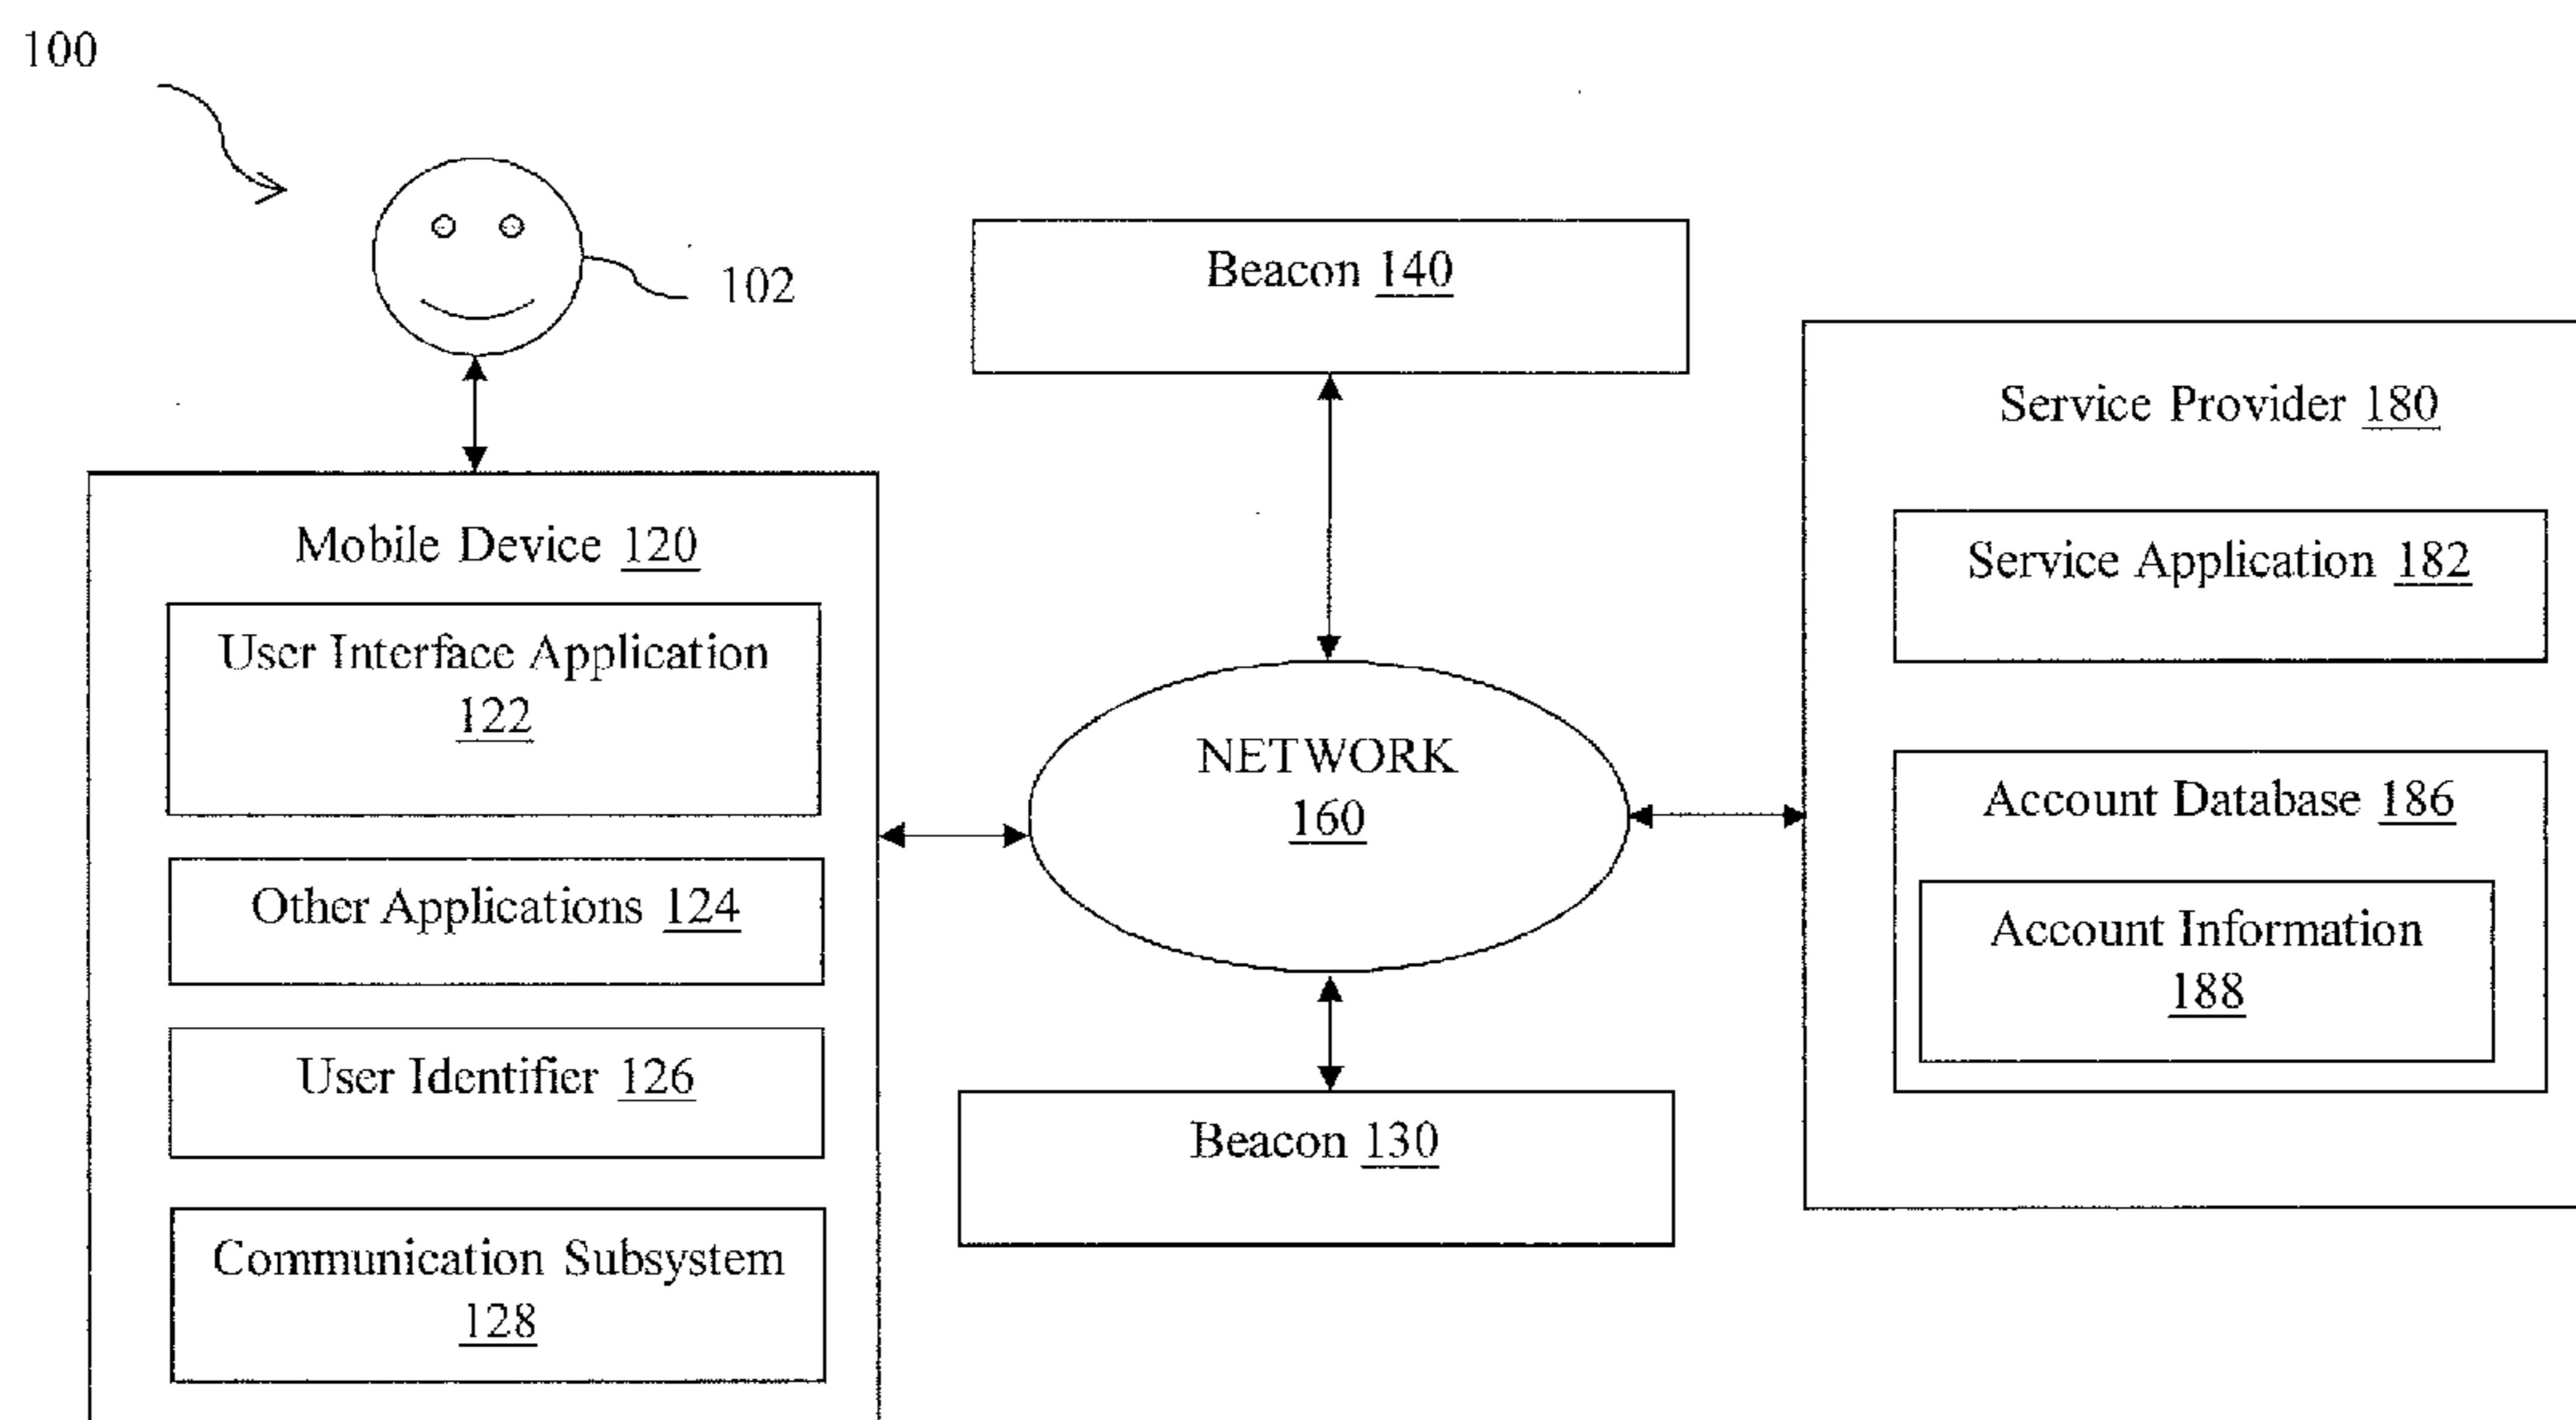 100
102
Beacon 140
Service Provider 180
Mobile Device 120
Service Application 182
User Interface Application
122
NETWORK
160
Account Database 186
Other Applications 124
Account Information
188
User Identifier 126
Beacon 130
Communication Subsystem
128